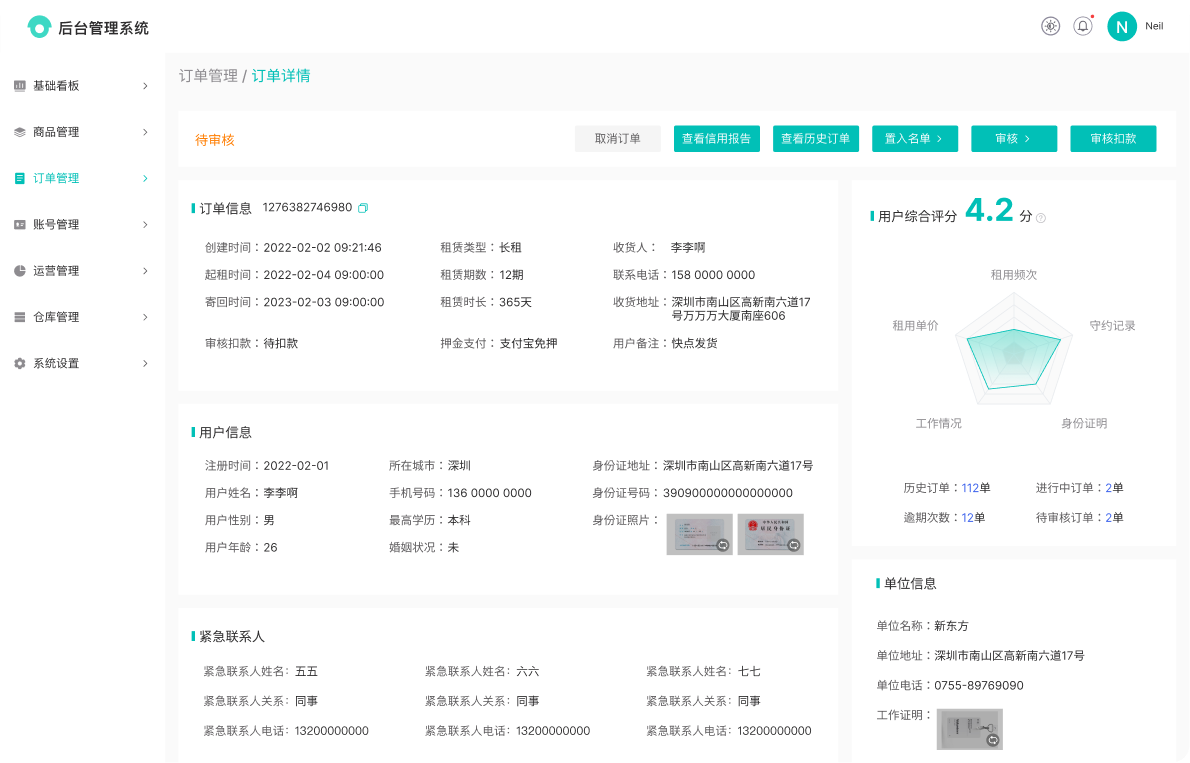 后台管理系统
N Neil
基础看板
商品管理
订单管理
账号管理
运营管理
仓库管理
系统设置
订单管理 / 订单详情
待审核
取消订单 查看信用报告 查看历史订单 置入名单 审核 审核扣款
订单信息 1276382746980
创建时间：2022-02-02 09:21:46 租赁类型：长租 收货人： 李李啊
起租时间：2022-02-04 09:00:00 租赁期数：12期 联系电话：158 0000 0000
寄回时间：2023-02-03 09:00:00 租赁时长：365天 收货地址：深圳市南山区高新南六道17
号万万万大厦南座606
审核扣款：待扣款 押金支付：支付宝免押 用户备注：快点发货
用户信息
注册时间：2022-02-01 所在城市：深圳 身份证地址：深圳市南山区高新南六道17号
用户姓名：李李啊 手机号码：136 0000 0000 身份证号码：390900000000000000
用户性别：男 最高学历：本科 身份证照片：
中华人民共和国
居民身份证
用户年龄：26 婚姻状况：未
紧急联系人
紧急联系人姓名：五五 紧急联系人姓名：六六 紧急联系人姓名：七七
紧急联系人关系：同事 紧急联系人关系：同事 紧急联系人关系：同事
紧急联系人电话：13200000000 紧急联系人电话：13200000000 紧急联系人电话：13200000000
用户综合评分 4.2 分
租用频次
租用单价 守约记录
工作情况 身份证明
历史订单：112单 进行中订单：2单
逾期次数：12单 待审核订单：2单
单位信息
单位名称：新东方
单位地址：深圳市南山区高新南六道17号
单位电话：0755-89769090
工作证明：